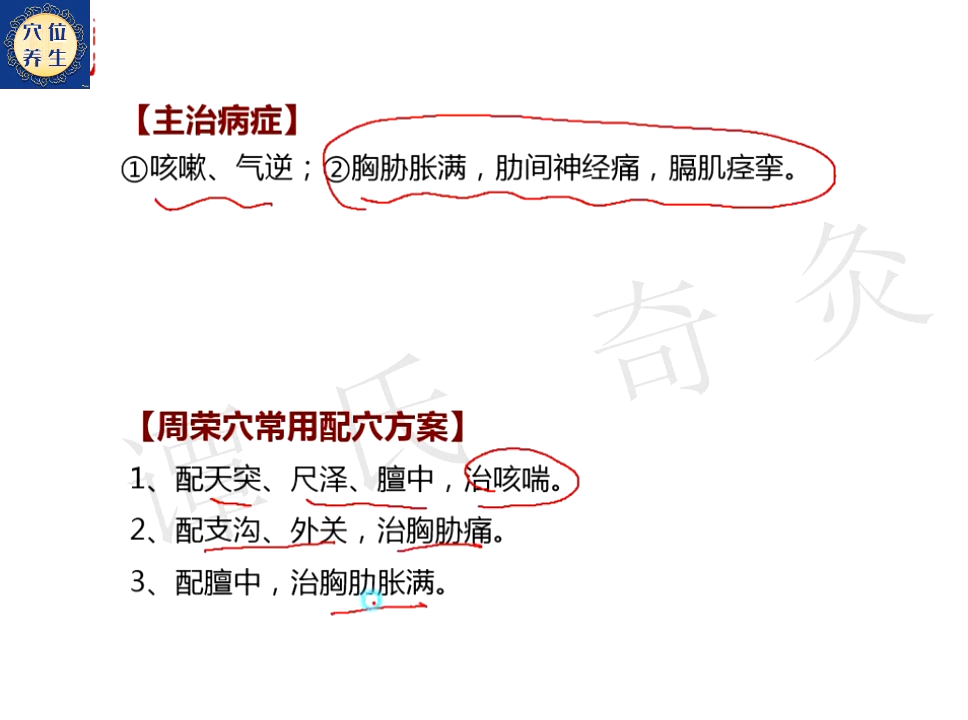 穴位
养生
【主治病症】
①咳嗽、气逆；②胸胁胀满，肋间神经痛，膈肌痉挛。
谭氏奇灸
【周荣穴常用配穴方案】
1、配天突、尺泽、膻中，治咳喘。
2、配支沟、外关，治胸胁痛。
3、配膻中，治胸肋胀满。